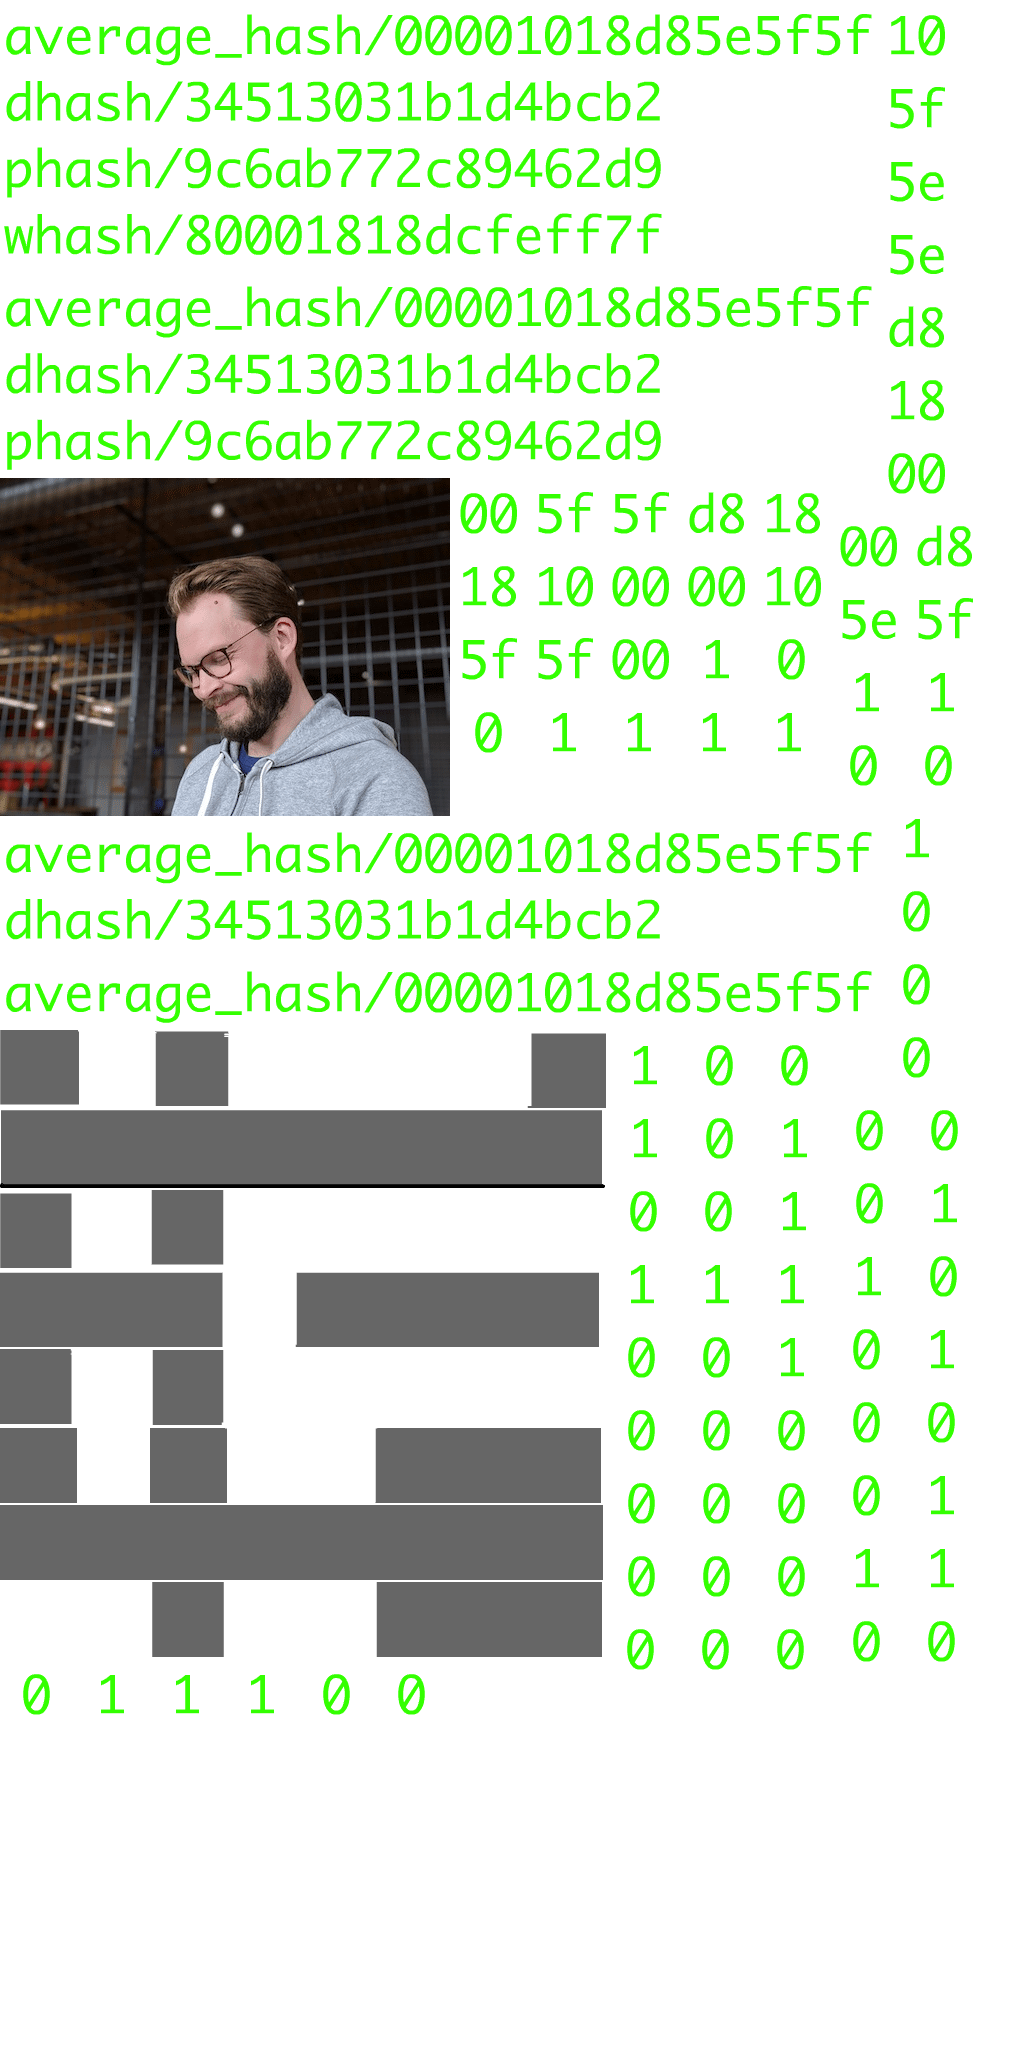 average_hash/00001018d85e5f5f 10
dhash/34513031b1d4bcb2
5f
phash/9c6ab772c89462d9
5e
whash/80001818dcfeff7f
5e
average_hash/00001018d85e5f5f
d8
dhash/34513031b1d4bcb2
18
phash/9c6ab772c89462d9
00
00 5f 5f d8 18
00 d8
18 10 00 00 10
5e 5f
5f 5f 00 1 0
1 1
0 1 1 1 1
0 0
average_hash/00001018d85e5f5f
1
dhash/34513031b1d4bcb2
0
average_hash/00001018d85e5f5f
0
1 0 0
0
1 0 1
0 0
0 0 1
0 1
1 1 1
1 0
0 0 1
0 1
0 0 0
0 0
0 0 0
0 1
0 0 0
1 1
0 0 0
0 0
0 1 1 1 0 0